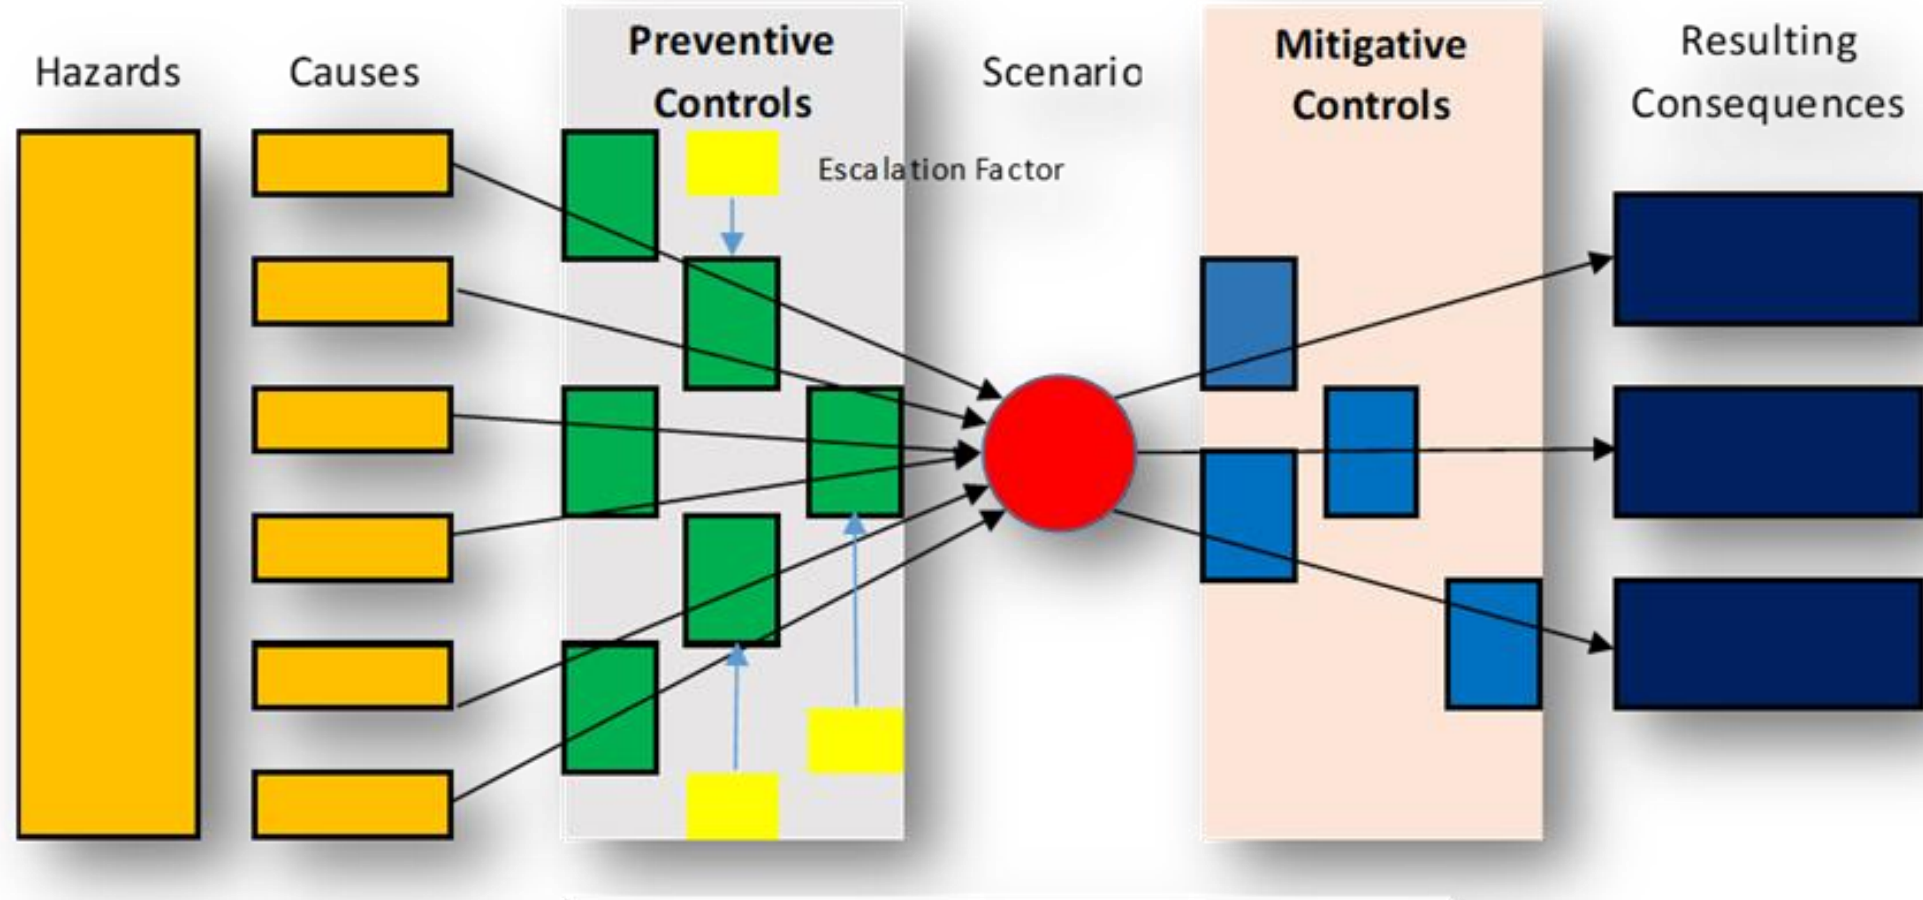 Hazards
Causes
Preventive
Controls
Escalation Factor
Scenario
Mitigative
Controls
Resulting
Consequences